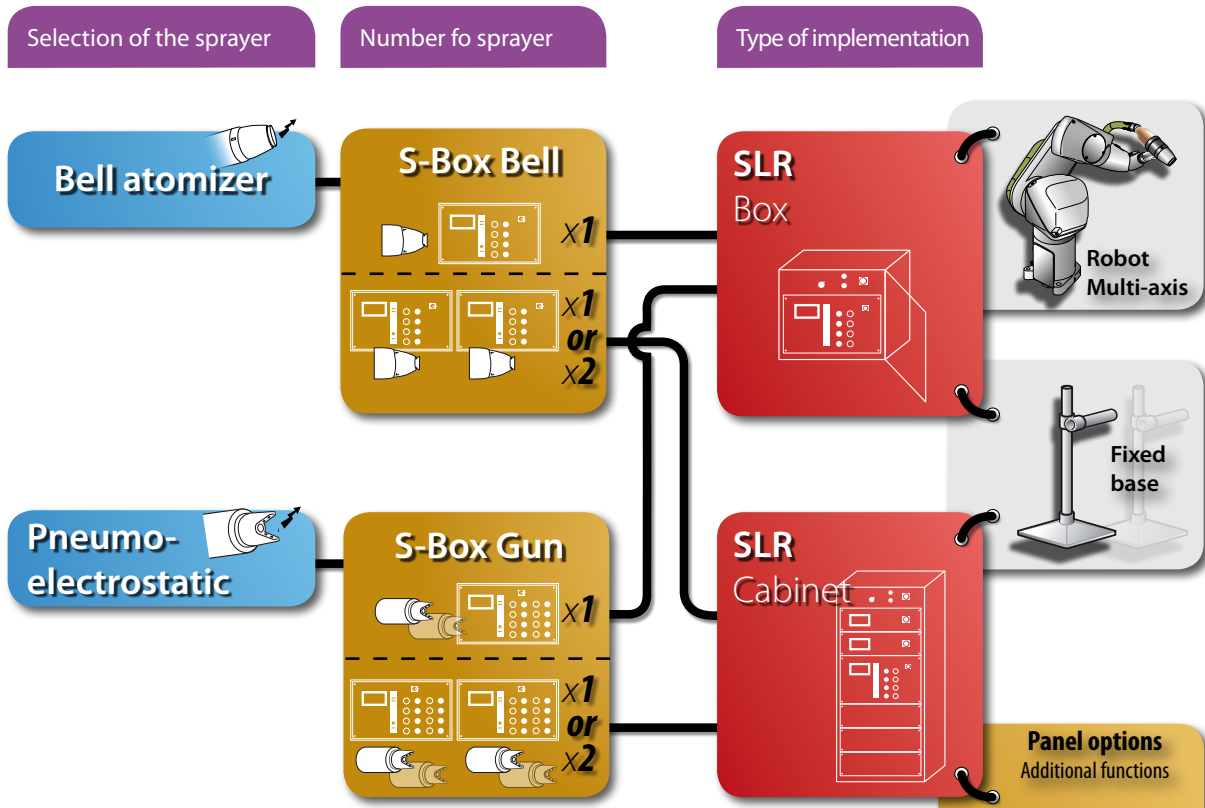 Selection of the sprayer
Number fo sprayer
Type of implementation
Bell atomizer
S-Box Bell
x1
x1
or
x2
SLR
Box
Robot
Multi-axis
Fixed
base
Pneumo-
electrostatic
S-Box Gun
x1
x1
or
x2
SLR
Cabinet
Panel options
Additional functions